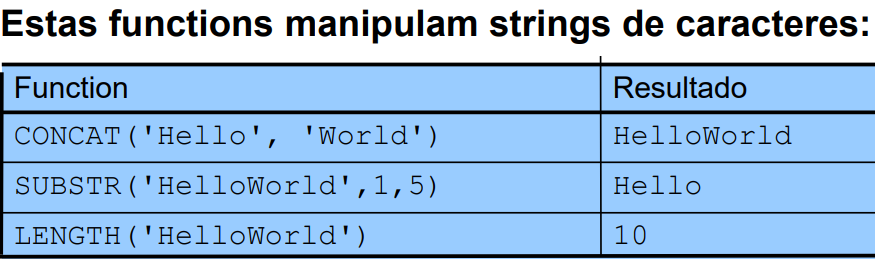 Estas functions manipulam strings de caracteres:
Function Resultado
CONCAT('Hello', 'World') HelloWorld
SUBSTR('HelloWorld',1,5) Hello
LENGTH('HelloWorld') 10